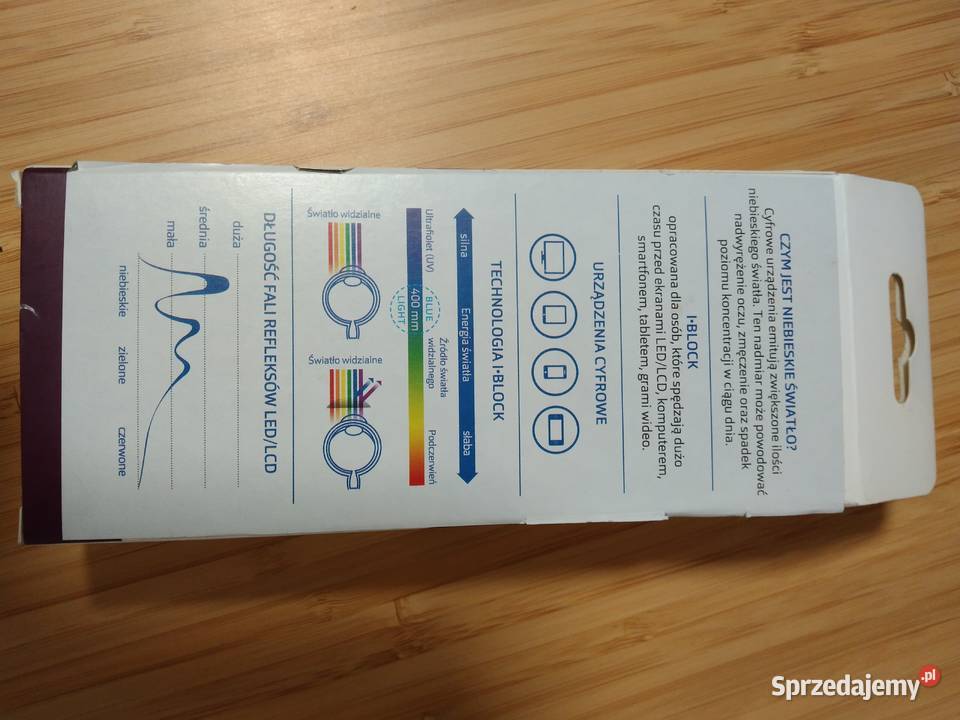 CZYM JEST NIEBIESKIE ŚWIATŁO?
Cyfrowe urządzenia emitują zwiększone ilości
niebieskiego światła. Ten nadmiar może powodować
nadwyrężenie oczu, zmęczenie oraz spadek
poziomu koncentracji w ciągu dnia.
I•BLOCK
opracowana dla osób, które spędzają dużo
czasu przed ekranami LED/LCD, komputerem,
smartfonem, tabletem, grami wideo.
URZĄDZENIA CYFROWE
TECHNOLOGIA I•BLOCK
silna Energia światła słaba
Źródło światła
widzialnego
Ultrafiolet (UV)
Podczerwień
BLUE
400 mm
LIGHT
Światło widzialne
Światło widzialne
DŁUGOŚĆ FALI REFLEKSÓW LED/LCD
duża
średnia
mała
niebieskie zielone czerwone
Sprzedajemy.pl